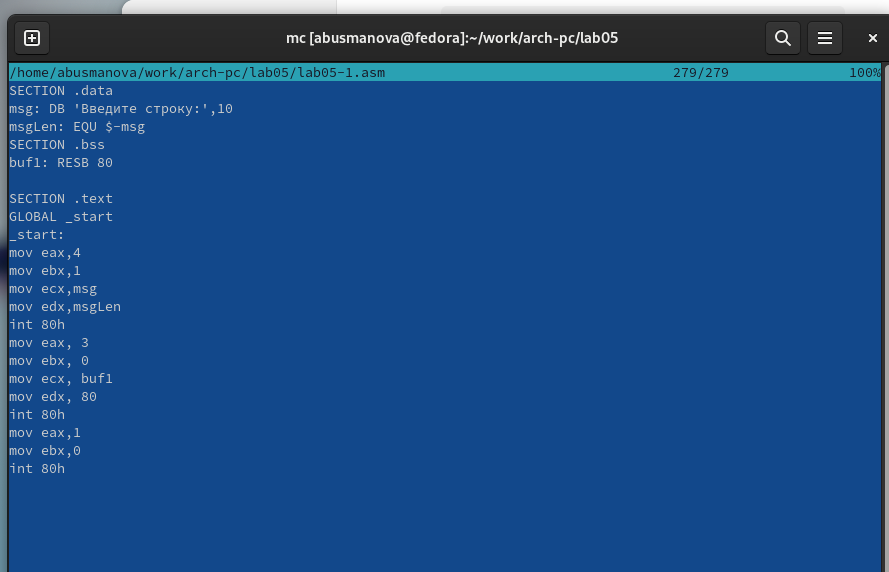 mc [abusmanova@fedora]:~/work/arch-pc/lab05
/home/abusmanova/work/arch-pc/lab05/lab05-1.asm 279/279 100%
SECTION .data
msg: DB 'Введите строку:',10
msgLen: EQU $-msg
SECTION .bss
buf1: RESB 80
SECTION .text
GLOBAL _start
_start:
mov eax,4
mov ebx,1
mov ecx,msg
mov edx,msgLen
int 80h
mov eax, 3
mov ebx, 0
mov ecx, buf1
mov edx, 80
int 80h
mov eax,1
mov ebx,0
int 80h